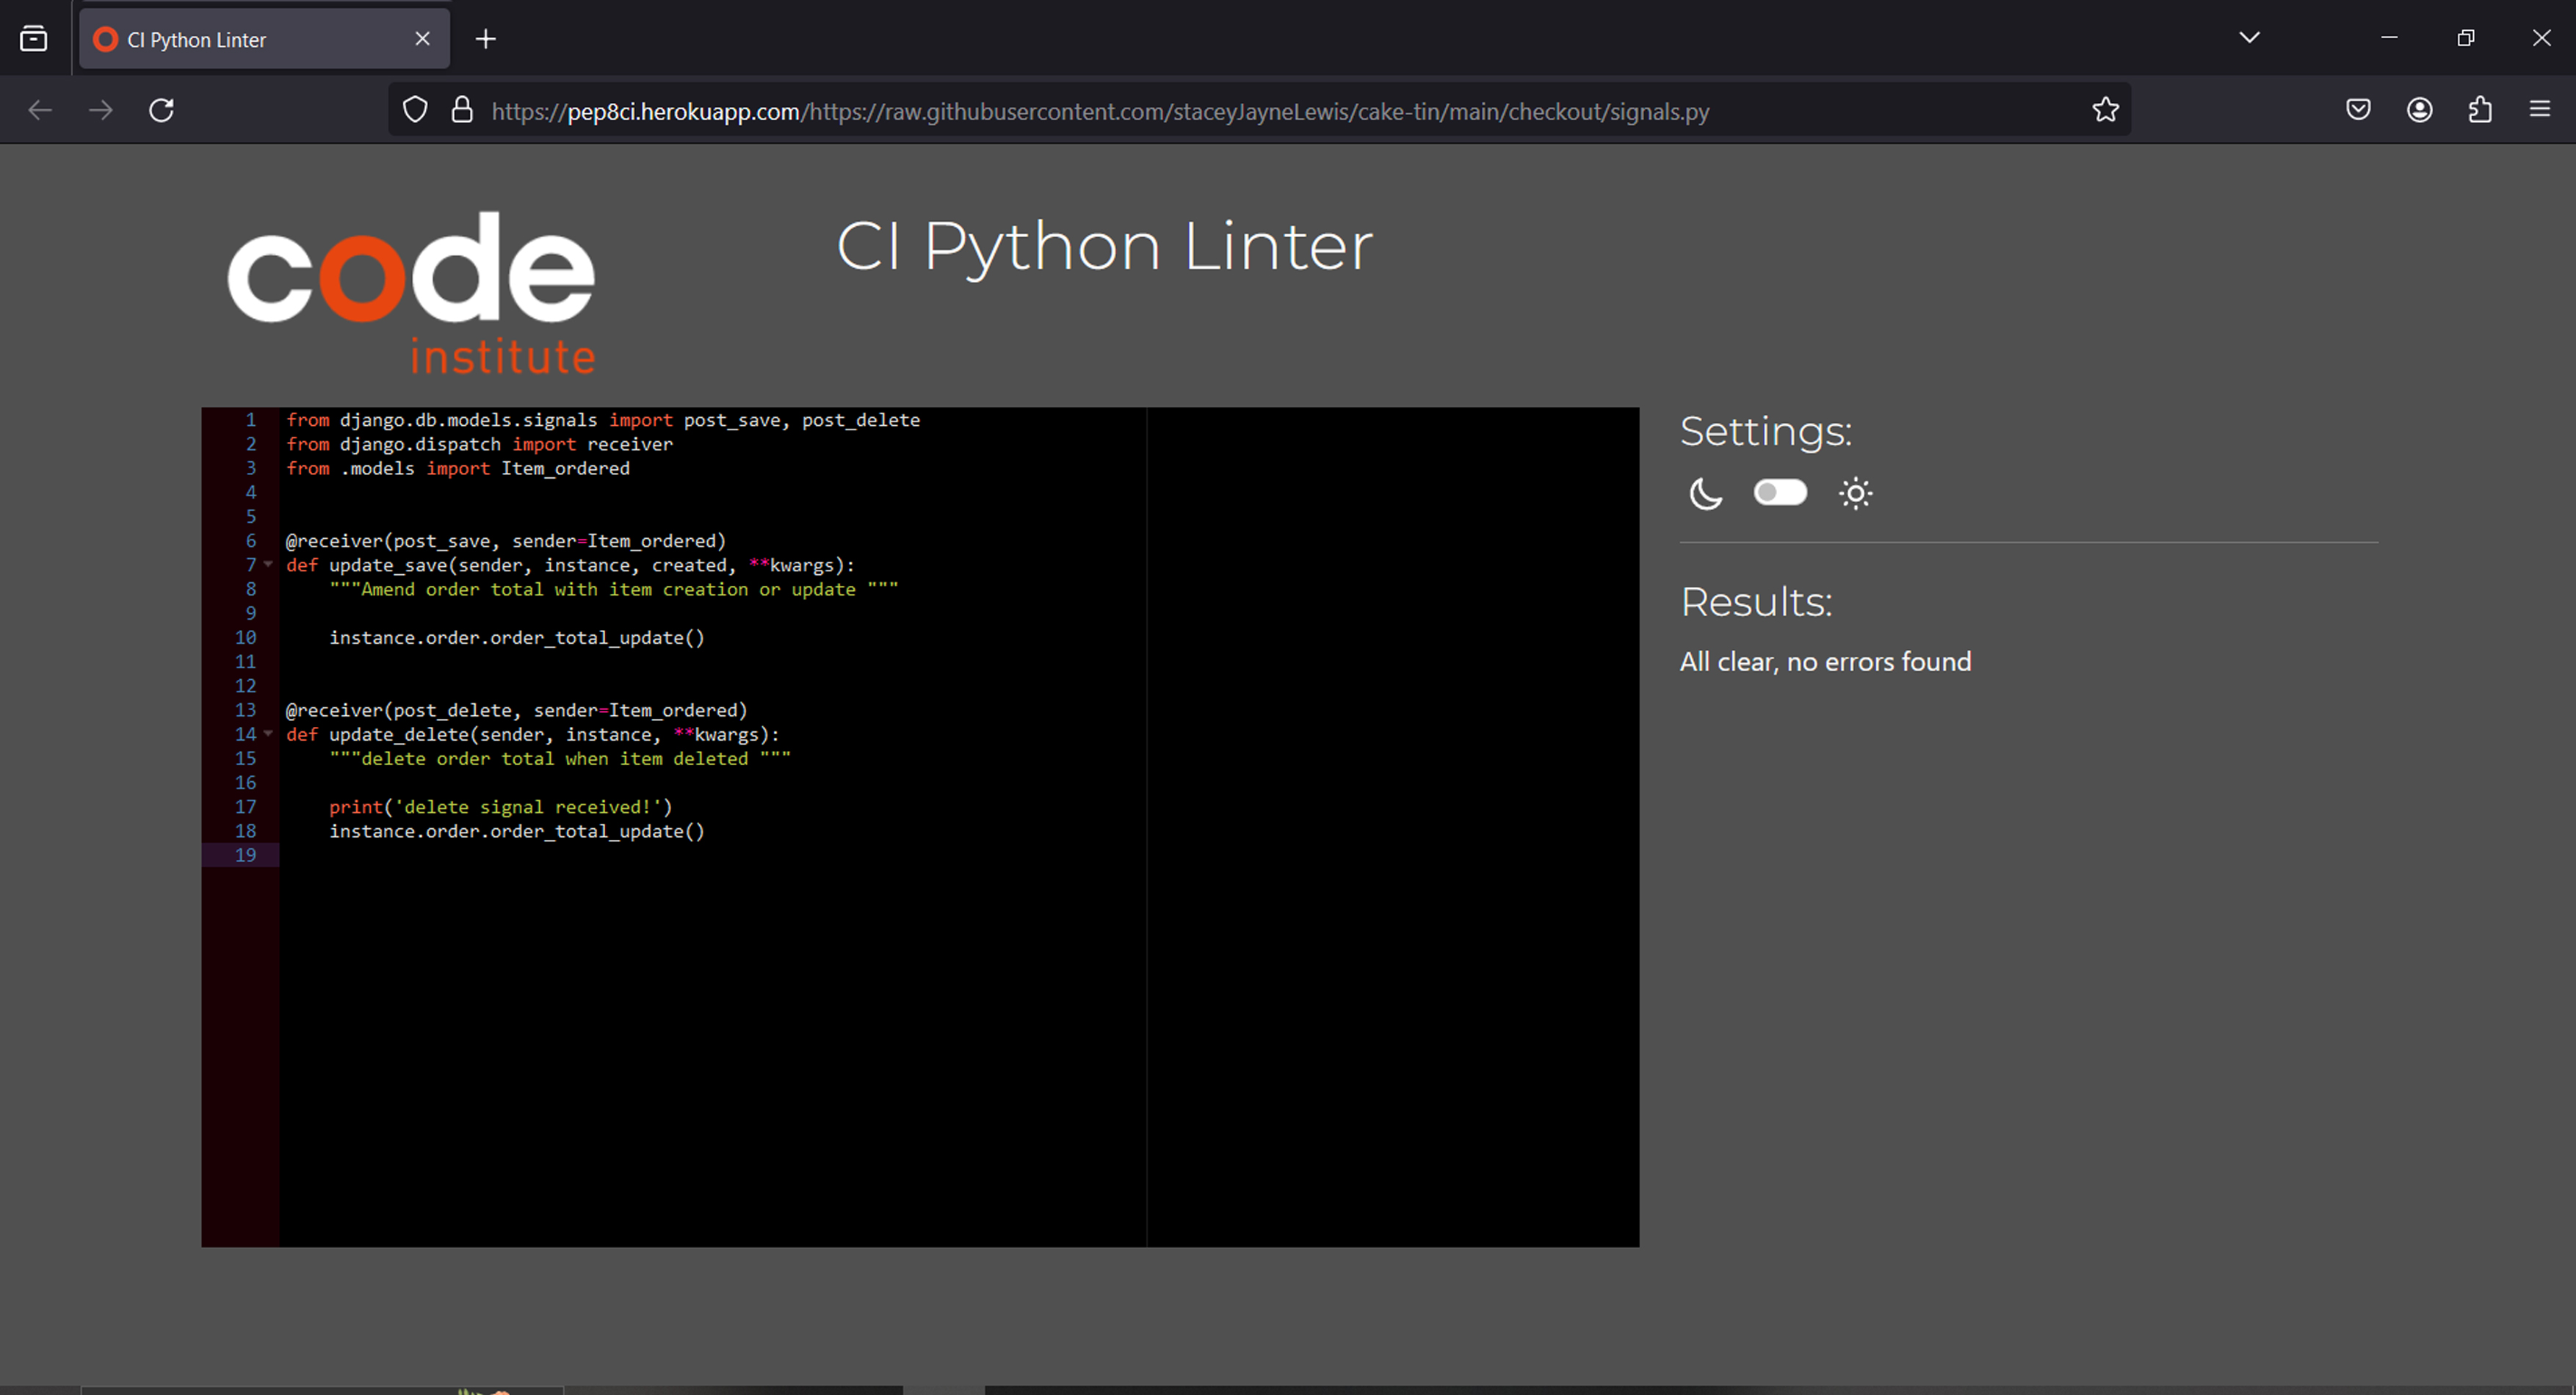 CI Python Linter
https://pep8ci.herokuapp.com/https://raw.githubusercontent.com/staceyJayneLewis/cake-tin/main/checkout/signals.py
code
institute
CI Python Linter
1 from django.db.models.signals import post_save, post_delete
2 from django.dispatch import receiver
3 from .models import Item_ordered
4
5
6 @receiver(post_save, sender=Item_ordered)
7 def update_save(sender, instance, created, **kwargs):
8     """Amend order total with item creation or update """
9
10     instance.order.order_total_update()
11
12
13 @receiver(post_delete, sender=Item_ordered)
14 def update_delete(sender, instance, **kwargs):
15     """delete order total when item deleted """
16
17     print('delete signal received!')
18     instance.order.order_total_update()
19
Settings:
Results:
All clear, no errors found